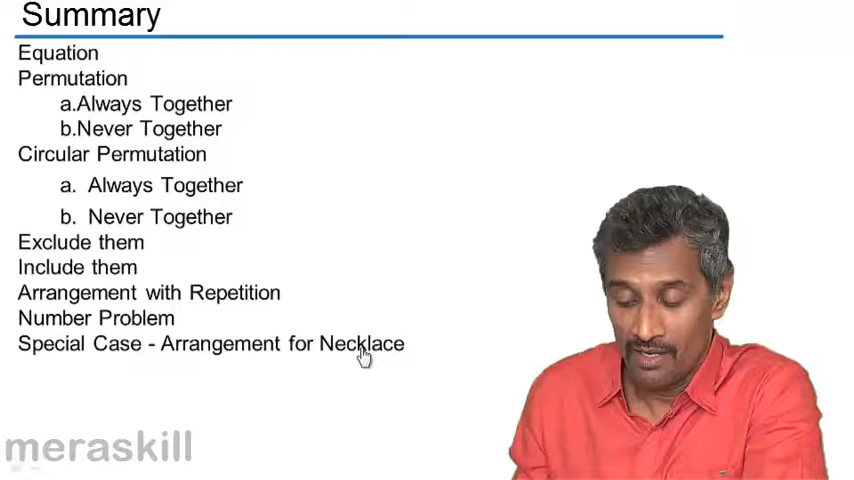 Summary
Equation
Permutation
a.Always Together
b.Never Together
Circular Permutation
a. Always Together
b. Never Together
Exclude them
Include them
Arrangement with Repetition
Number Problem
Special Case - Arrangement for Necklace
meraskill